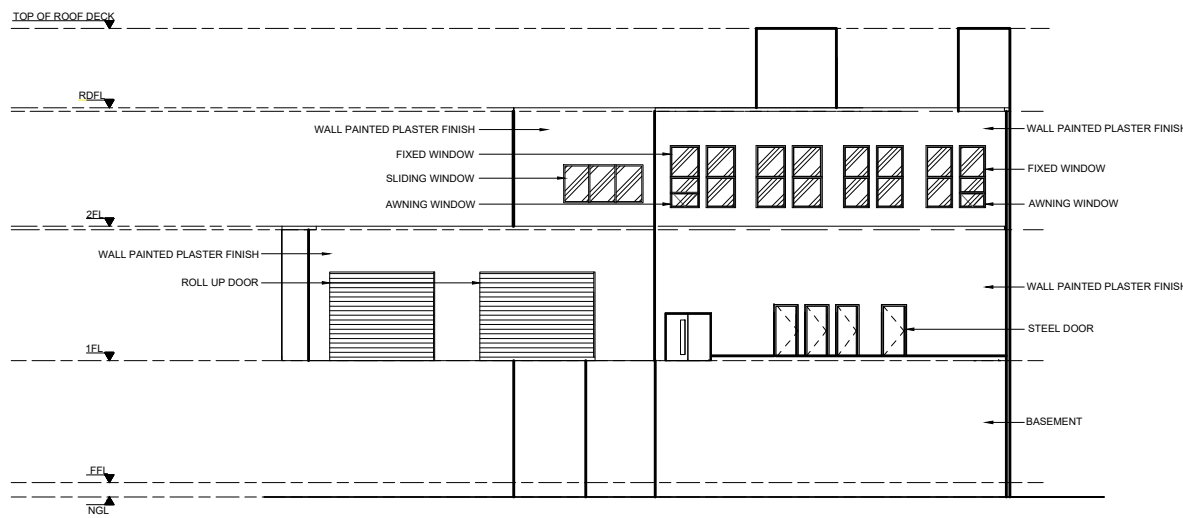 TOP OF ROOF DECK
RDFL
WALL PAINTED PLASTER FINISH
WALL PAINTED PLASTER FINISH
FIXED WINDOW
FIXED WINDOW
SLIDING WINDOW
AWNING WINDOW
AWNING WINDOW
2FL
WALL PAINTED PLASTER FINISH
ROLL UP DOOR
WALL PAINTED PLASTER FINISH
STEEL DOOR
1FL
BASEMENT
FFL
NGL